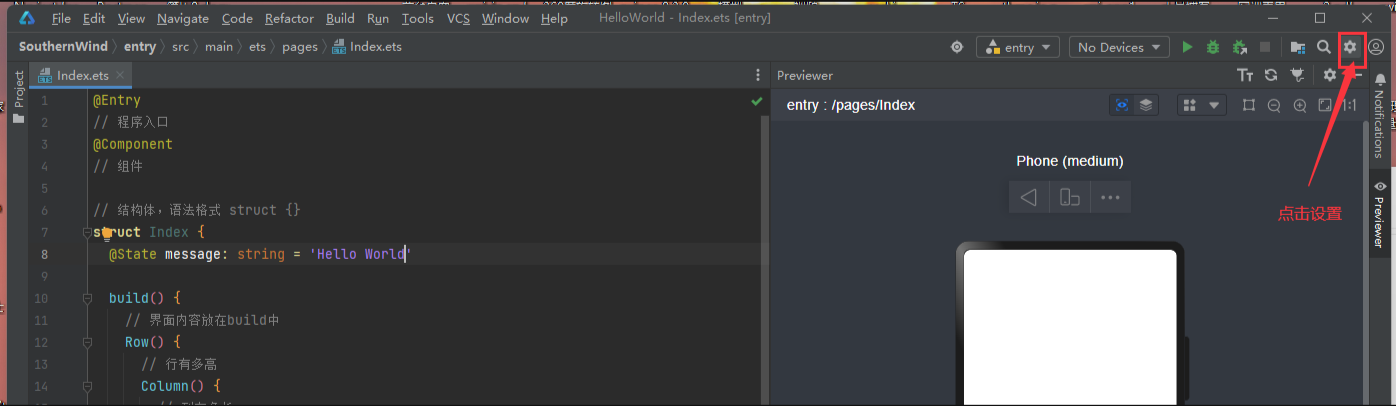 File Edit View Navigate Code Refactor Build Run Tools VCS Window Help HelloWorld - Index.ets [entry]
SouthernWind entry src main ets pages Index.ets entry No Devices
Project
Index.ets
Previewer
1 @Entry
2 // 程序入口
3 @Component
4 // 组件
5
6 // 结构体，语法格式 struct {}
7 struct Index {
8 @State message: string = 'Hello World'
9
10 build() {
11 // 界面内容放在build中
12 Row() {
13 // 行有多高
14 Column() {
entry : /pages/Index
1:1
Phone (medium)
点击设置
Notifications
Previewer